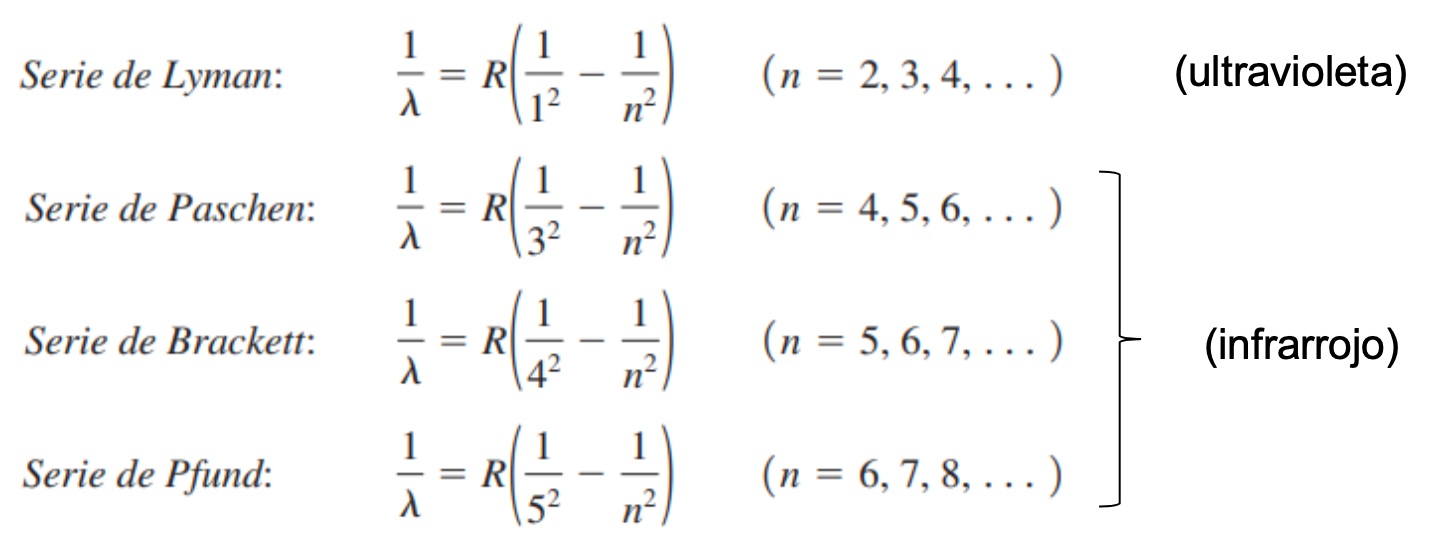 Serie de Lyman: 1/λ = R(1/1² − 1/n²) (n = 2, 3, 4, . . . ) (ultravioleta)
Serie de Paschen: 1/λ = R(1/3² − 1/n²) (n = 4, 5, 6, . . . )
Serie de Brackett: 1/λ = R(1/4² − 1/n²) (n = 5, 6, 7, . . . ) (infrarrojo)
Serie de Pfund: 1/λ = R(1/5² − 1/n²) (n = 6, 7, 8, . . . )